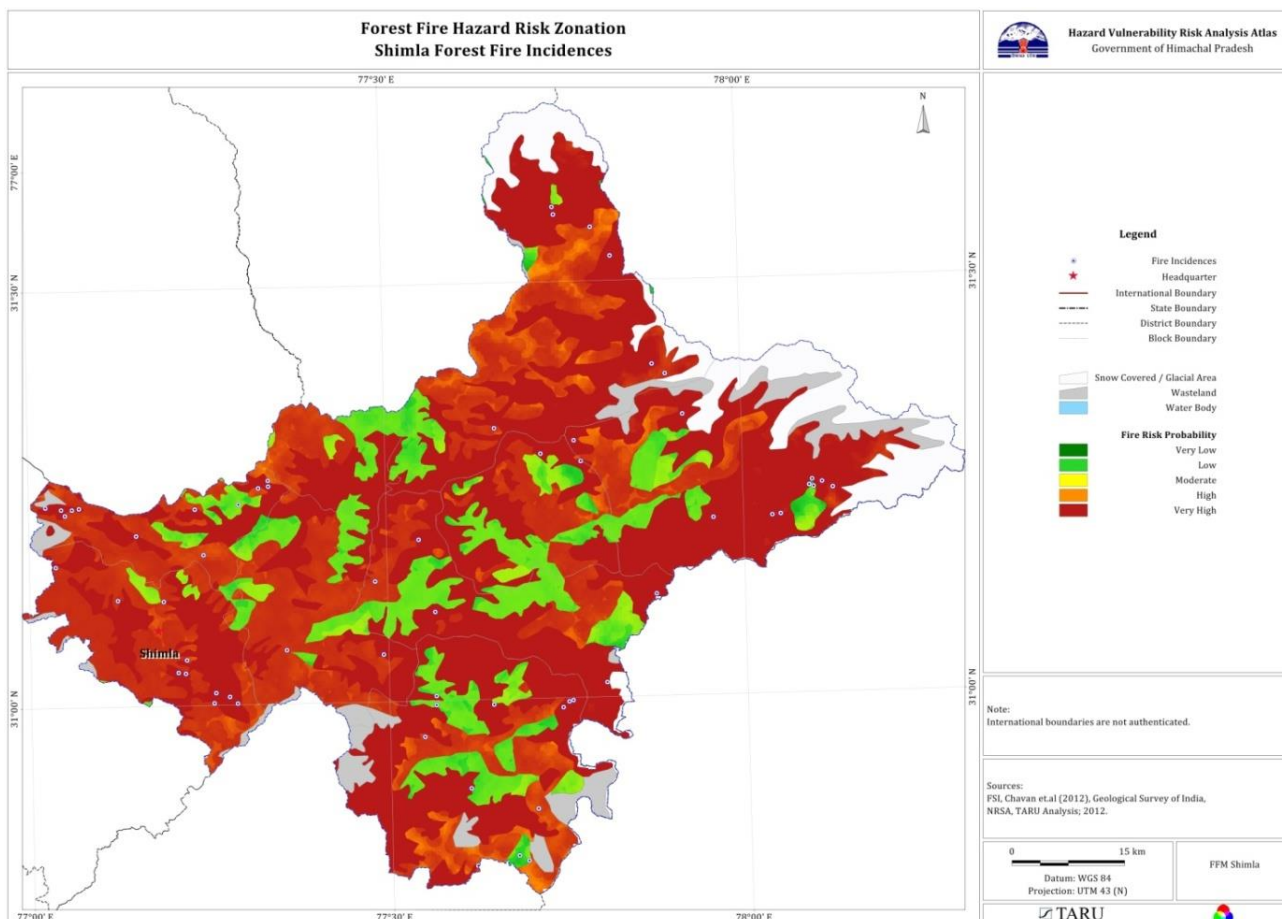 Forest Fire Hazard Risk Zonation
Shimla Forest Fire Incidences
Hazard Vulnerability Risk Analysis Atlas
Government of Himachal Pradesh
77°30' E
78°00' E
N
77°00' E
31°30' N
31°30' N
Shimla
31°00' N
31°00' N
77°00' E
77°30' E
78°00' E
Legend
Fire Incidences
Headquarter
International Boundary
State Boundary
District Boundary
Block Boundary
Snow Covered / Glacial Area
Wasteland
Water Body
Fire Risk Probability
Very Low
Low
Moderate
High
Very High
Note:
International boundaries are not authenticated.
Sources:
FSI, Chavan et.al (2012), Geological Survey of India,
NRSA, TARU Analysis; 2012.
0 15 km
Datum: WGS 84
Projection: UTM 43 (N)
FFM Shimla
TARU